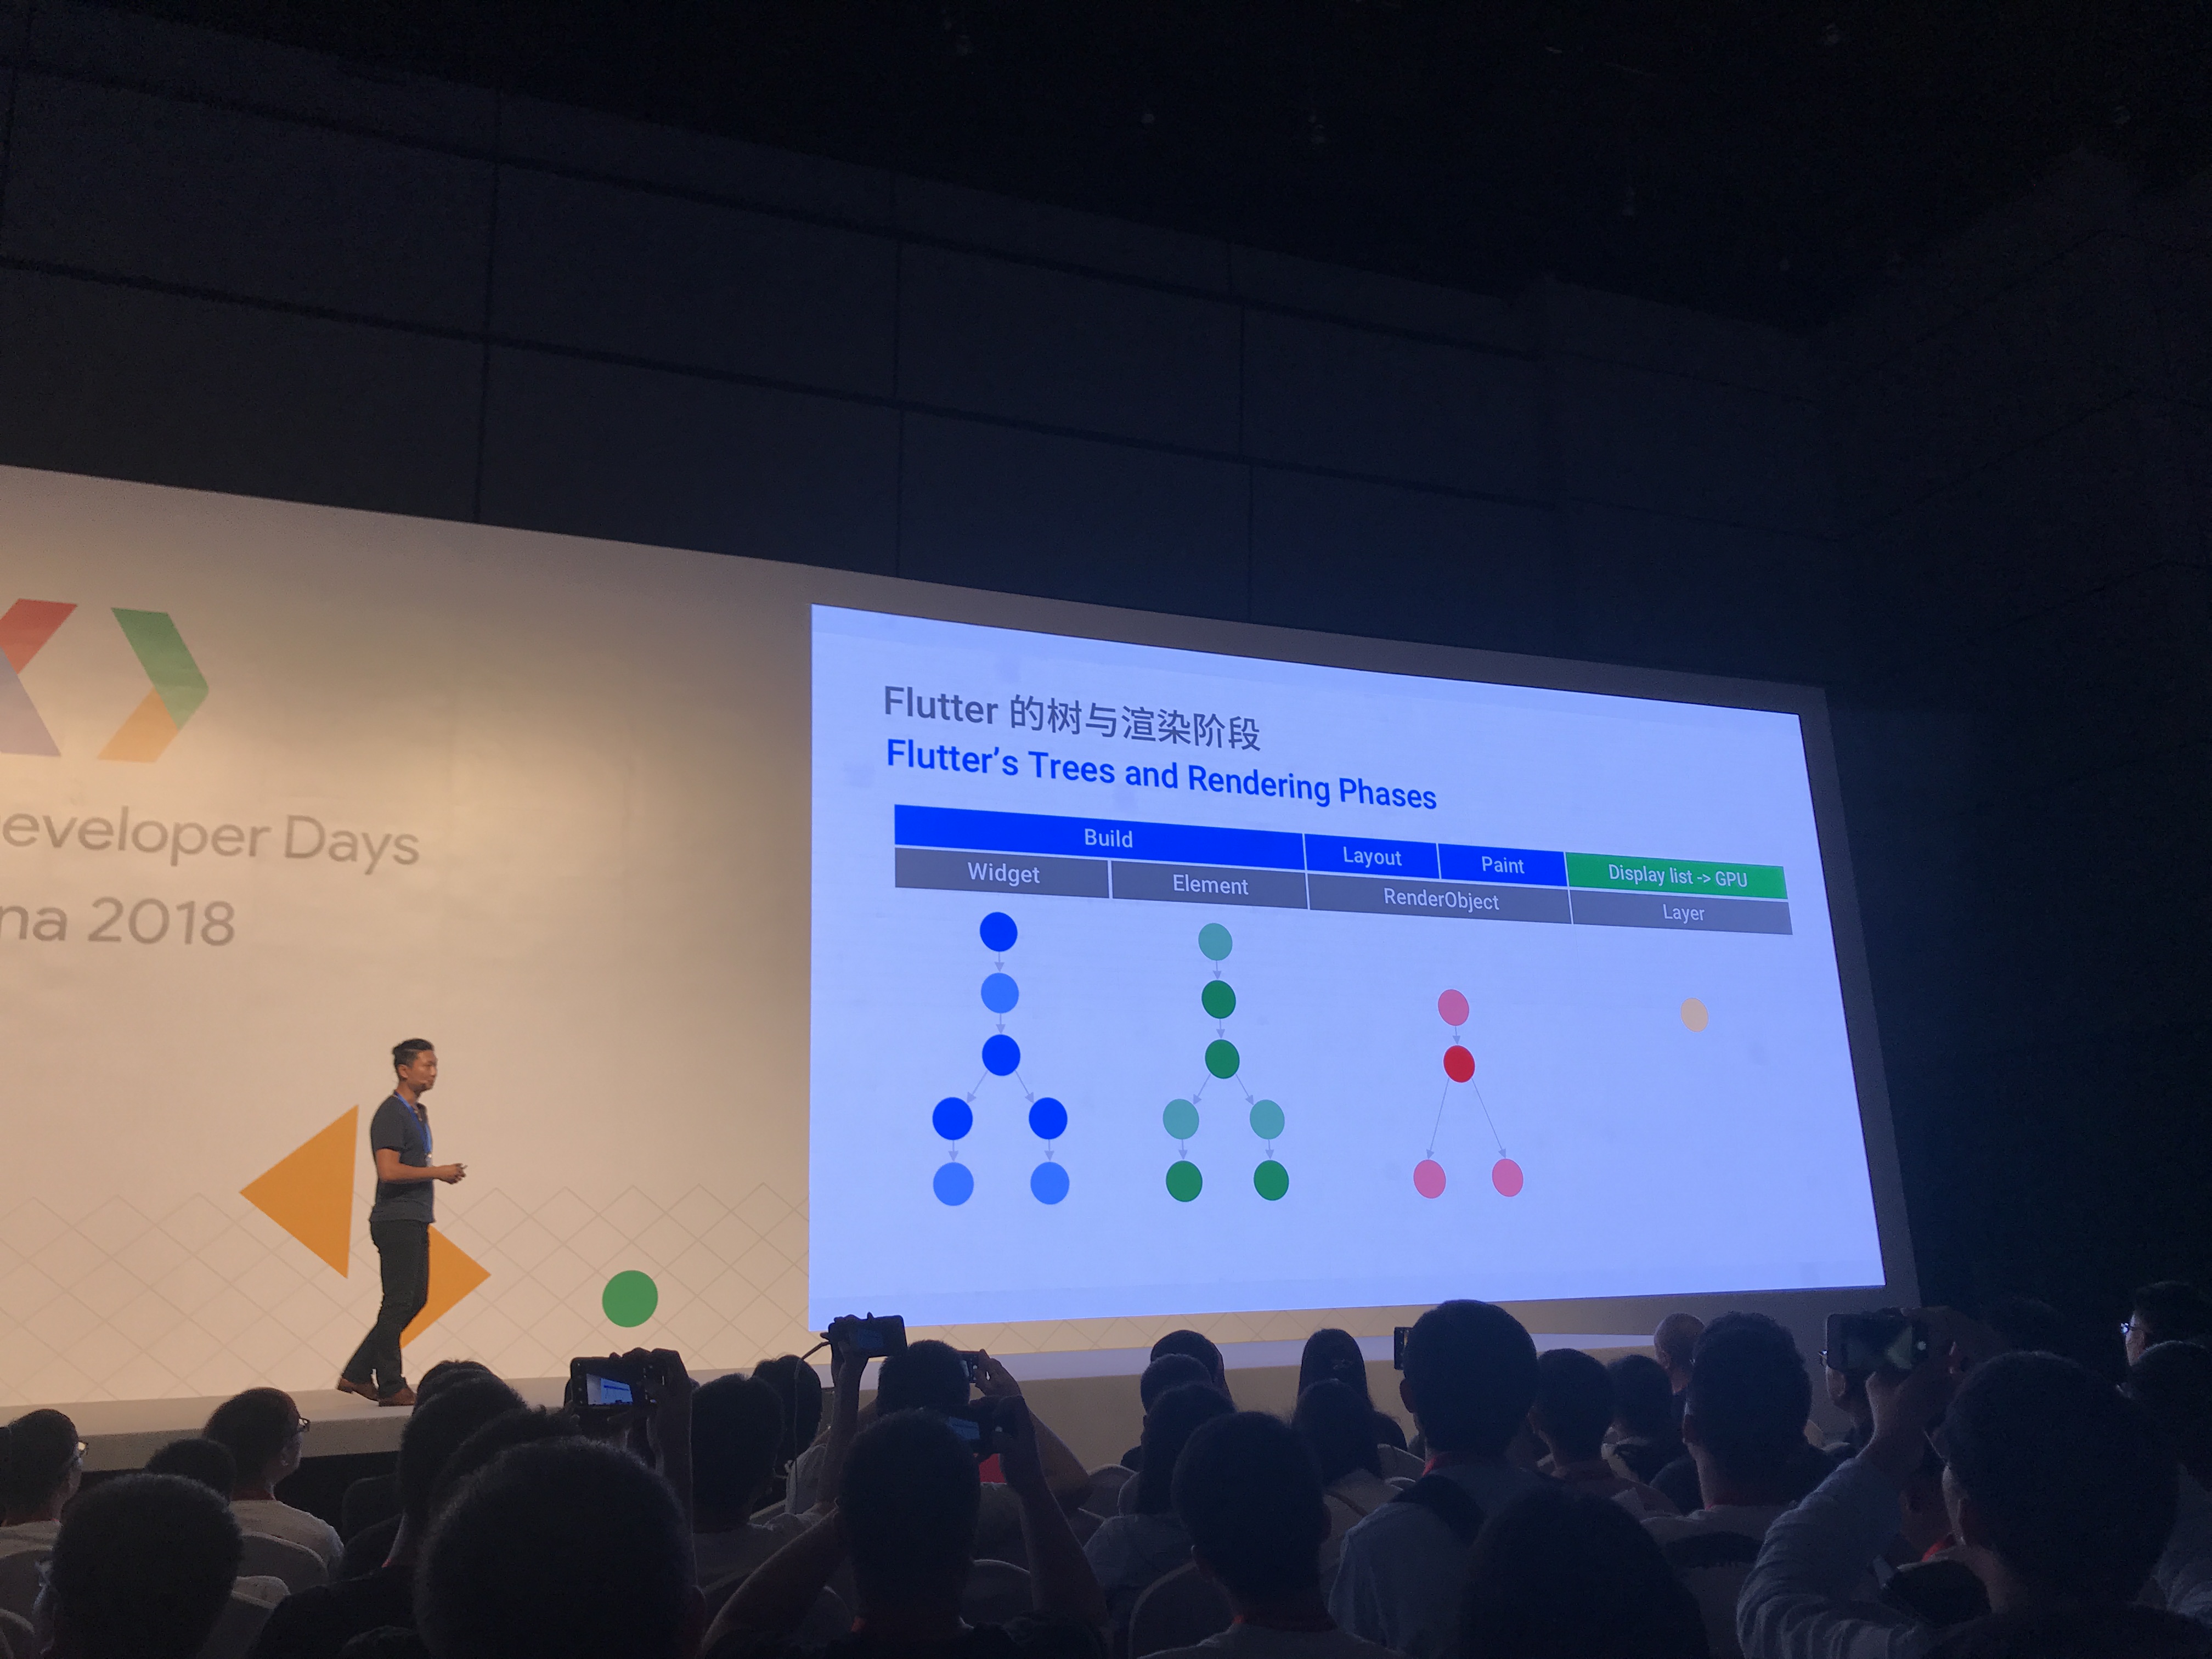 eveloper Days
na 2018
Flutter 的树与渲染阶段
Flutter's Trees and Rendering Phases
Build Layout Paint Display list -> GPU
Widget Element RenderObject Layer